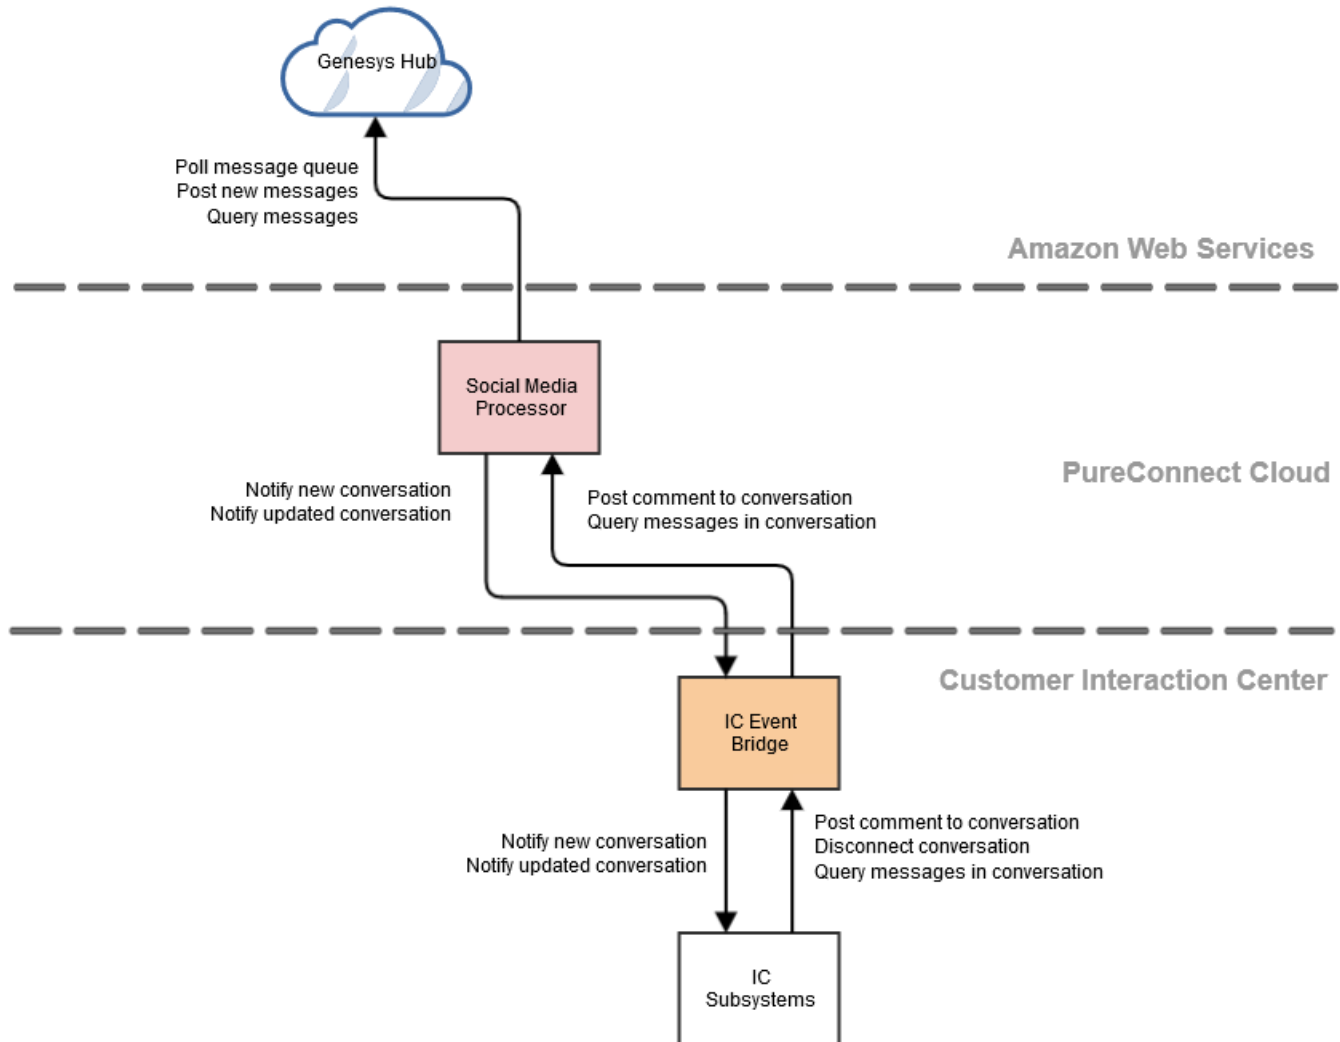 Genesys Hub
Poll message queue
Post new messages
Query messages
Amazon Web Services
Social Media
Processor
PureConnect Cloud
Notify new conversation
Notify updated conversation
Post comment to conversation
Query messages in conversation
Customer Interaction Center
IC Event
Bridge
Notify new conversation
Notify updated conversation
Post comment to conversation
Disconnect conversation
Query messages in conversation
IC
Subsystems